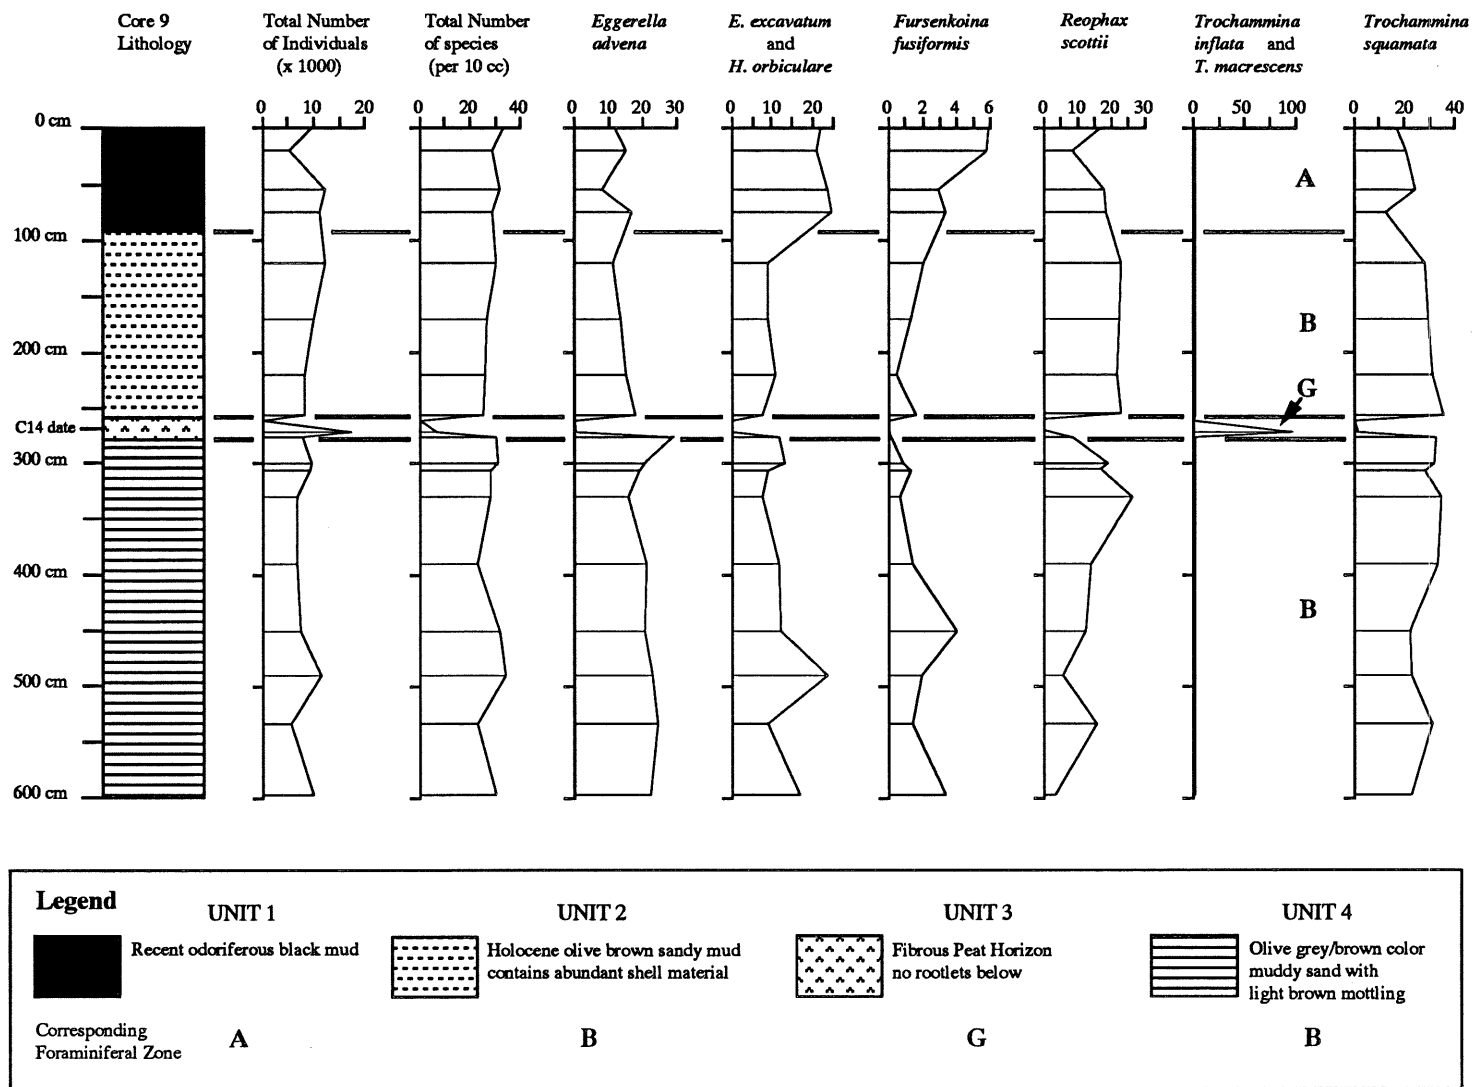 Core 9
Lithology
Total Number
of Individuals
(x 1000)
Total Number
of species
(per 10 cc)
Eggerella
advena
E. excavatum
and
H. orbiculare
Fursenkoina
fusiformis
Reophax
scottii
Trochammina
inflata and
T. macrescens
Trochammina
squamata
0 10 20
0 20 40
0 10 20 30
0 10 20
0 2 4 6
0 10 20 30
0 50 100
0 20 40
0 cm
100 cm
200 cm
C14 date
300 cm
400 cm
500 cm
600 cm
A
B
G
B
Legend
UNIT 1
Recent odoriferous black mud
UNIT 2
Holocene olive brown sandy mud
contains abundant shell material
UNIT 3
Fibrous Peat Horizon
no rootlets below
UNIT 4
Olive grey/brown color
muddy sand with
light brown mottling
Corresponding
Foraminiferal Zone
A
B
G
B